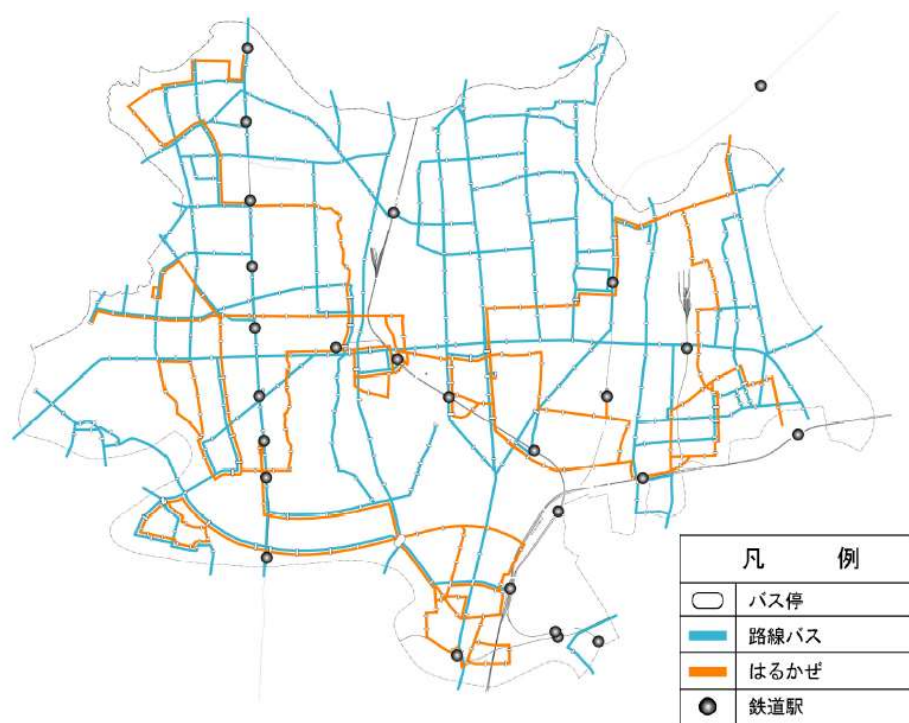 凡 例
バス停
路線バス
はるかぜ
鉄道駅